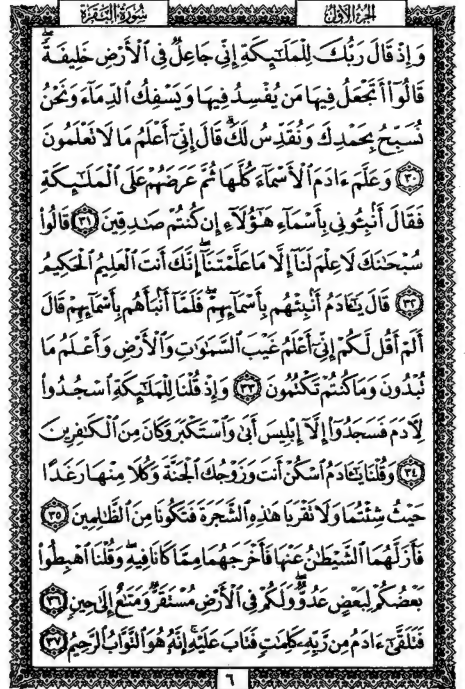 الجزء الأول
سورة البقرة
وَإِذْ قَالَ رَبُّكَ لِلْمَلَٰٓئِكَةِ إِنِّي جَاعِلٌ فِي ٱلْأَرْضِ خَلِيفَةً ۖ
قَالُوٓا۟ أَتَجْعَلُ فِيهَا مَن يُفْسِدُ فِيهَا وَيَسْفِكُ ٱلدِّمَآءَ وَنَحْنُ
نُسَبِّحُ بِحَمْدِكَ وَنُقَدِّسُ لَكَ ۖ قَالَ إِنِّيٓ أَعْلَمُ مَا لَا تَعْلَمُونَ
﴿٣٠﴾ وَعَلَّمَ ءَادَمَ ٱلْأَسْمَآءَ كُلَّهَا ثُمَّ عَرَضَهُمْ عَلَى ٱلْمَلَٰٓئِكَةِ
فَقَالَ أَنۢبِـُٔونِي بِأَسْمَآءِ هَٰٓؤُلَآءِ إِن كُنتُمْ صَٰدِقِينَ ﴿٣١﴾ قَالُوا۟
سُبْحَٰنَكَ لَا عِلْمَ لَنَآ إِلَّا مَا عَلَّمْتَنَآ ۖ إِنَّكَ أَنتَ ٱلْعَلِيمُ ٱلْحَكِيمُ
﴿٣٢﴾ قَالَ يَٰٓـَٔادَمُ أَنۢبِئْهُم بِأَسْمَآئِهِمْ ۖ فَلَمَّآ أَنۢبَأَهُم بِأَسْمَآئِهِمْ قَالَ
أَلَمْ أَقُل لَّكُمْ إِنِّيٓ أَعْلَمُ غَيْبَ ٱلسَّمَٰوَٰتِ وَٱلْأَرْضِ وَأَعْلَمُ مَا
تُبْدُونَ وَمَا كُنتُمْ تَكْتُمُونَ ﴿٣٣﴾ وَإِذْ قُلْنَا لِلْمَلَٰٓئِكَةِ ٱسْجُدُوا۟
لِـَٔادَمَ فَسَجَدُوٓا۟ إِلَّآ إِبْلِيسَ أَبَىٰ وَٱسْتَكْبَرَ وَكَانَ مِنَ ٱلْكَٰفِرِينَ
﴿٣٤﴾ وَقُلْنَا يَٰٓـَٔادَمُ ٱسْكُنْ أَنتَ وَزَوْجُكَ ٱلْجَنَّةَ وَكُلَا مِنْهَا رَغَدًا
حَيْثُ شِئْتُمَا وَلَا تَقْرَبَا هَٰذِهِ ٱلشَّجَرَةَ فَتَكُونَا مِنَ ٱلظَّٰلِمِينَ ﴿٣٥﴾
فَأَزَلَّهُمَا ٱلشَّيْطَٰنُ عَنْهَا فَأَخْرَجَهُمَا مِمَّا كَانَا فِيهِ ۖ وَقُلْنَا ٱهْبِطُوا۟
بَعْضُكُمْ لِبَعْضٍ عَدُوٌّ ۖ وَلَكُمْ فِي ٱلْأَرْضِ مُسْتَقَرٌّ وَمَتَٰعٌ إِلَىٰ حِينٍ ﴿٣٦﴾
فَتَلَقَّىٰٓ ءَادَمُ مِن رَّبِّهِۦ كَلِمَٰتٍ فَتَابَ عَلَيْهِ ۚ إِنَّهُۥ هُوَ ٱلتَّوَّابُ ٱلرَّحِيمُ ﴿٣٧﴾
٦